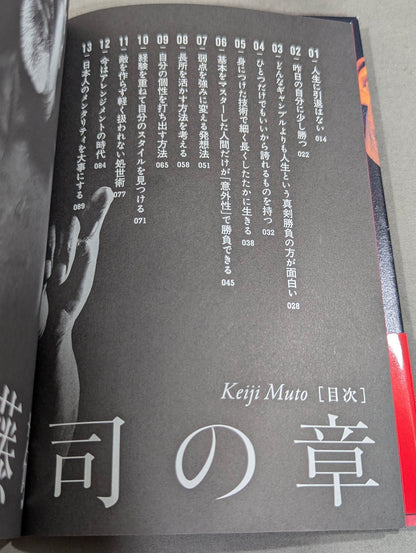 01 人生に引退はない 014
02 昨日の自分に少し勝つ 022
03 どんなギャンブルよりも人生という真剣勝負の方が面白い 028
04 ひとつだけでもいいから誇れるものを持つ 032
05 身につけた技術で細く長くしたたかに生きる 038
06 基本をマスターした人間だけが「意外性」で勝負できる 045
07 弱点を強みに変える発想法 051
08 長所を活かす方法を考える 058
09 自分の個性を打ち出す方法 065
10 経験を重ねて自分のスタイルを見つける 071
11 敵を作らず軽く扱われない処世術 077
12 今はアレンジメントの時代 084
13 日本人のメンタリティを大事にする 089
Keiji Muto [目次]
司の章